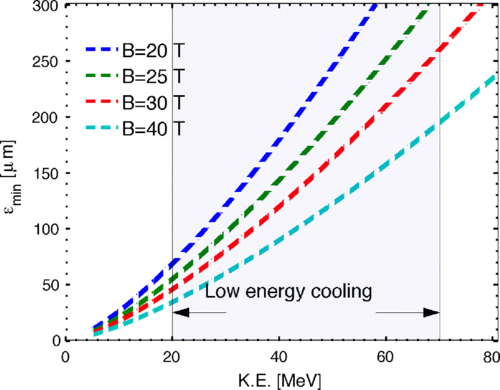 300
250
200
150
100
50
0
ε_min [μm]
B=20 T
B=25 T
B=30 T
B=40 T
Low energy cooling
0 20 40 60 80
K.E. [MeV]